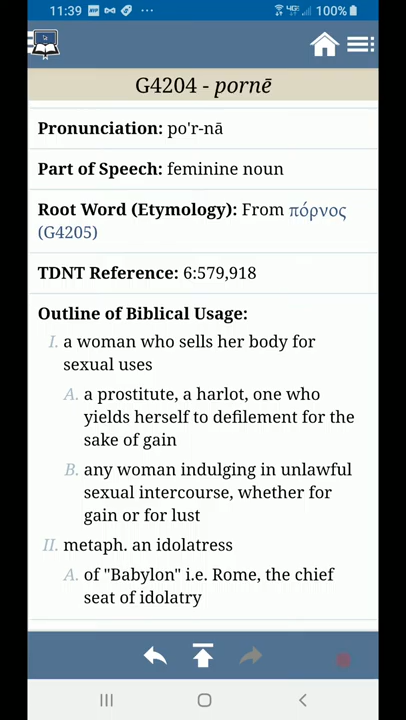 11:39 ··· 100%
G4204 - pornē
Pronunciation: po'r-nā
Part of Speech: feminine noun
Root Word (Etymology): From πόρνος
(G4205)
TDNT Reference: 6:579,918
Outline of Biblical Usage:
I. a woman who sells her body for
sexual uses
A. a prostitute, a harlot, one who
yields herself to defilement for the
sake of gain
B. any woman indulging in unlawful
sexual intercourse, whether for
gain or for lust
II. metaph. an idolatress
A. of "Babylon" i.e. Rome, the chief
seat of idolatry